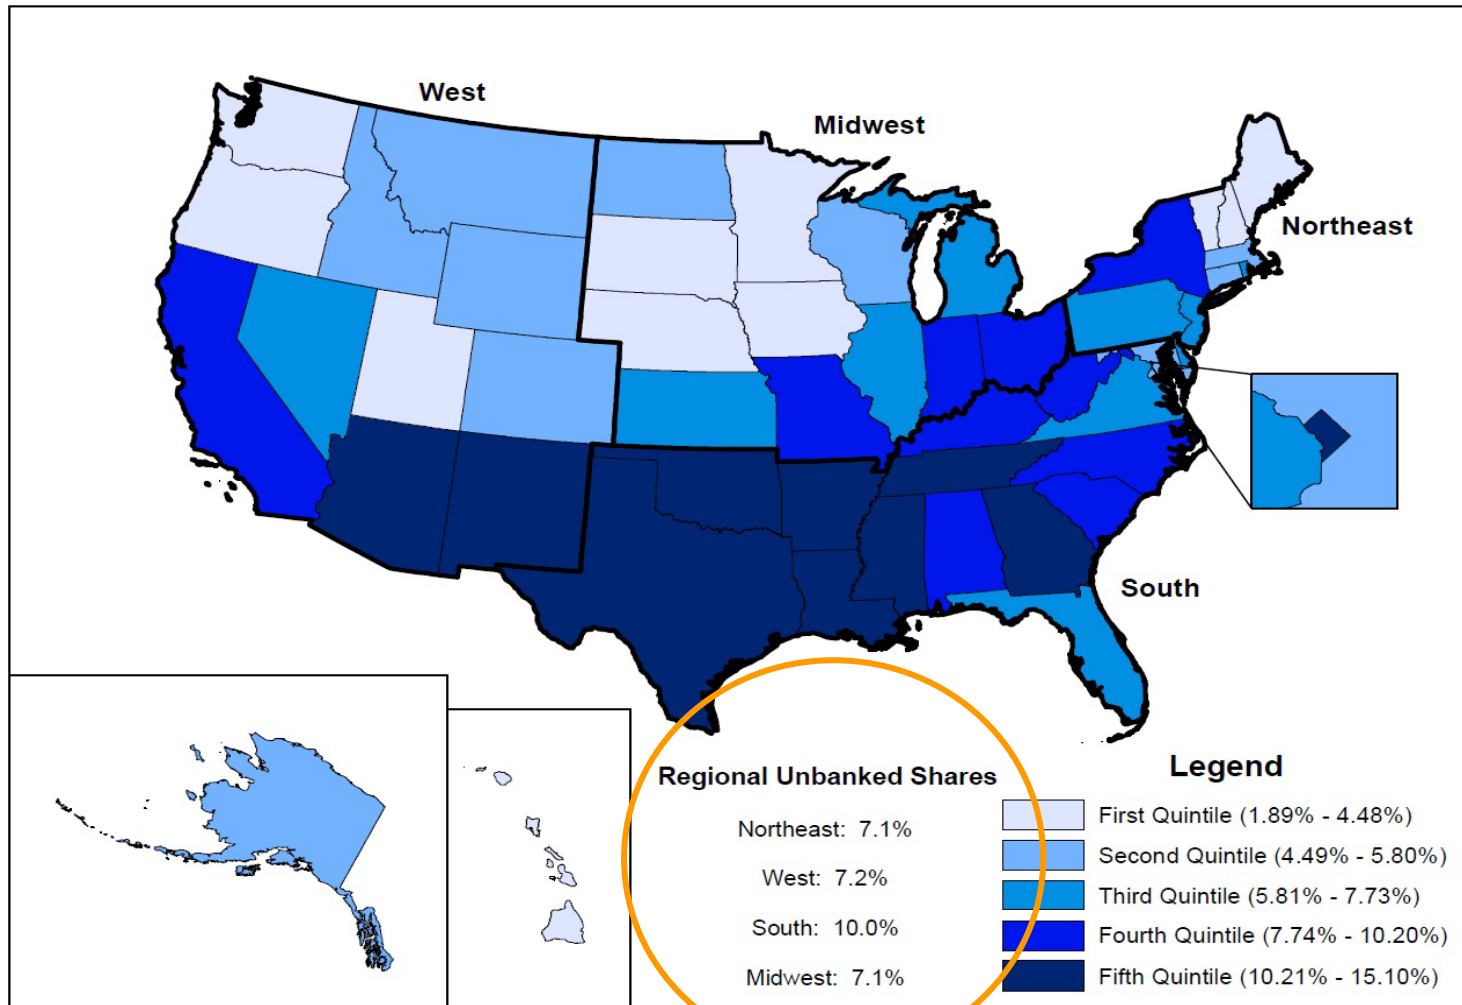 West
Midwest
Northeast
South
Regional Unbanked Shares
Northeast: 7.1%
West: 7.2%
South: 10.0%
Midwest: 7.1%
Legend
First Quintile (1.89% - 4.48%)
Second Quintile (4.49% - 5.80%)
Third Quintile (5.81% - 7.73%)
Fourth Quintile (7.74% - 10.20%)
Fifth Quintile (10.21% - 15.10%)